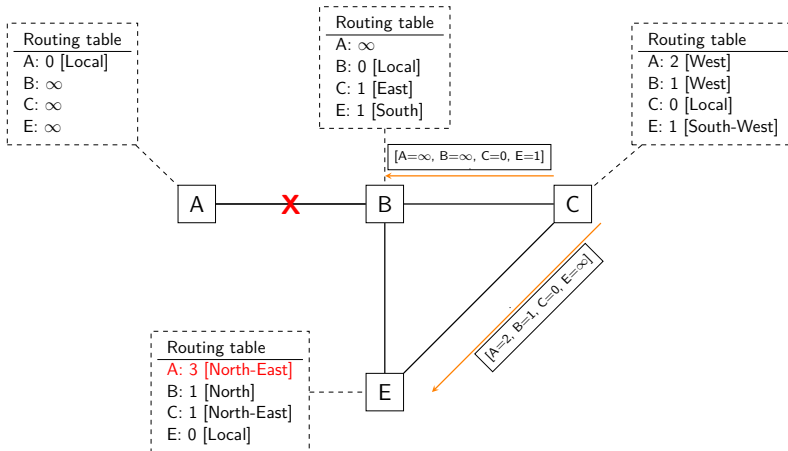 Routing table
A: 0 [Local]
B: ∞
C: ∞
E: ∞
Routing table
A: ∞
B: 0 [Local]
C: 1 [East]
E: 1 [South]
Routing table
A: 2 [West]
B: 1 [West]
C: 0 [Local]
E: 1 [South-West]
[A=∞, B=∞, C=0, E=1]
A
X
B
C
[A=2, B=1, C=0, E=∞]
Routing table
A: 3 [North-East]
B: 1 [North]
C: 1 [North-East]
E: 0 [Local]
E